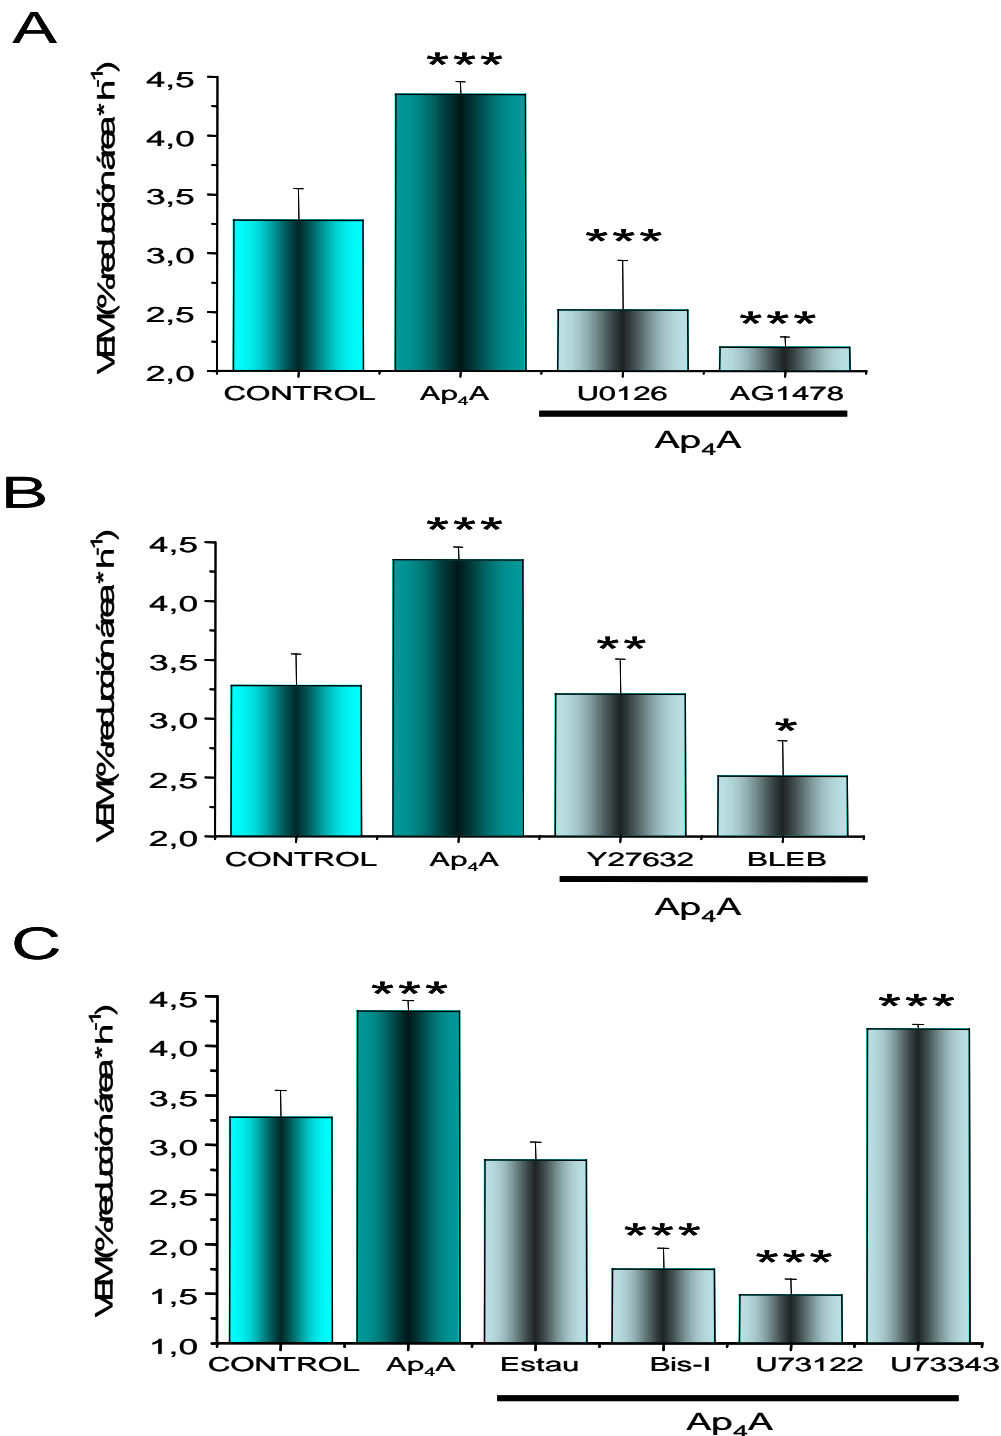 A
VEM (% reducción área * h-1)
4,5
4,0
3,5
3,0
2,5
2,0
***
***
***
CONTROL Ap4A U0126 AG1478
Ap4A
B
VEM (% reducción área * h-1)
4,5
4,0
3,5
3,0
2,5
2,0
***
**
*
CONTROL Ap4A Y27632 BLEB
Ap4A
C
VEM (% reducción área * h-1)
4,5
4,0
3,5
3,0
2,5
2,0
1,5
1,0
***
***
***
***
CONTROL Ap4A Estau Bis-I U73122 U73343
Ap4A